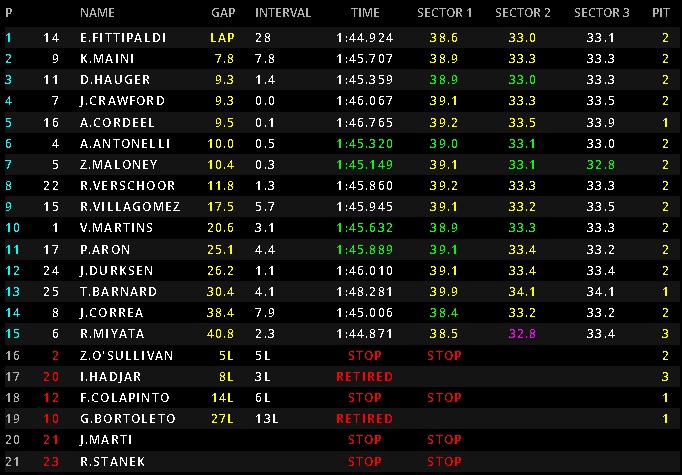 P NAME GAP INTERVAL TIME SECTOR 1 SECTOR 2 SECTOR 3 PIT
1 14 E.FITTIPALDI LAP 28 1:44.924 38.6 33.0 33.1 2
2 9 K.MAINI 7.8 7.8 1:45.707 38.9 33.3 33.3 2
3 11 D.HAUGER 9.3 1.4 1:45.359 38.9 33.0 33.3 2
4 7 J.CRAWFORD 9.3 0.0 1:46.067 39.1 33.3 33.5 2
5 16 A.CORDEEL 9.5 0.1 1:46.765 39.2 33.5 33.9 1
6 4 A.ANTONELLI 10.0 0.5 1:45.320 39.0 33.1 33.0 2
7 5 Z.MALONEY 10.4 0.3 1:45.149 39.1 33.1 32.8 2
8 22 R.VERSCHOOR 11.8 1.3 1:45.860 39.2 33.3 33.3 2
9 15 R.VILLAGOMEZ 17.5 5.7 1:45.945 39.1 33.2 33.5 2
10 1 V.MARTINS 20.6 3.1 1:45.632 38.9 33.3 33.3 2
11 17 P.ARON 25.1 4.4 1:45.889 39.1 33.4 33.2 2
12 24 J.DURKSEN 26.2 1.1 1:46.010 39.1 33.4 33.4 2
13 25 T.BARNARD 30.4 4.1 1:48.281 39.9 34.1 34.1 1
14 8 J.CORREA 38.4 7.9 1:45.006 38.4 33.2 33.2 2
15 6 R.MIYATA 40.8 2.3 1:44.871 38.5 32.8 33.4 3
16 2 Z.O'SULLIVAN 5L 5L STOP STOP 2
17 20 I.HADJAR 8L 3L RETIRED 3
18 12 F.COLAPINTO 14L 6L STOP STOP 1
19 10 G.BORTOLETO 27L 13L RETIRED 1
20 21 J.MARTI STOP STOP
21 23 R.STANEK STOP STOP